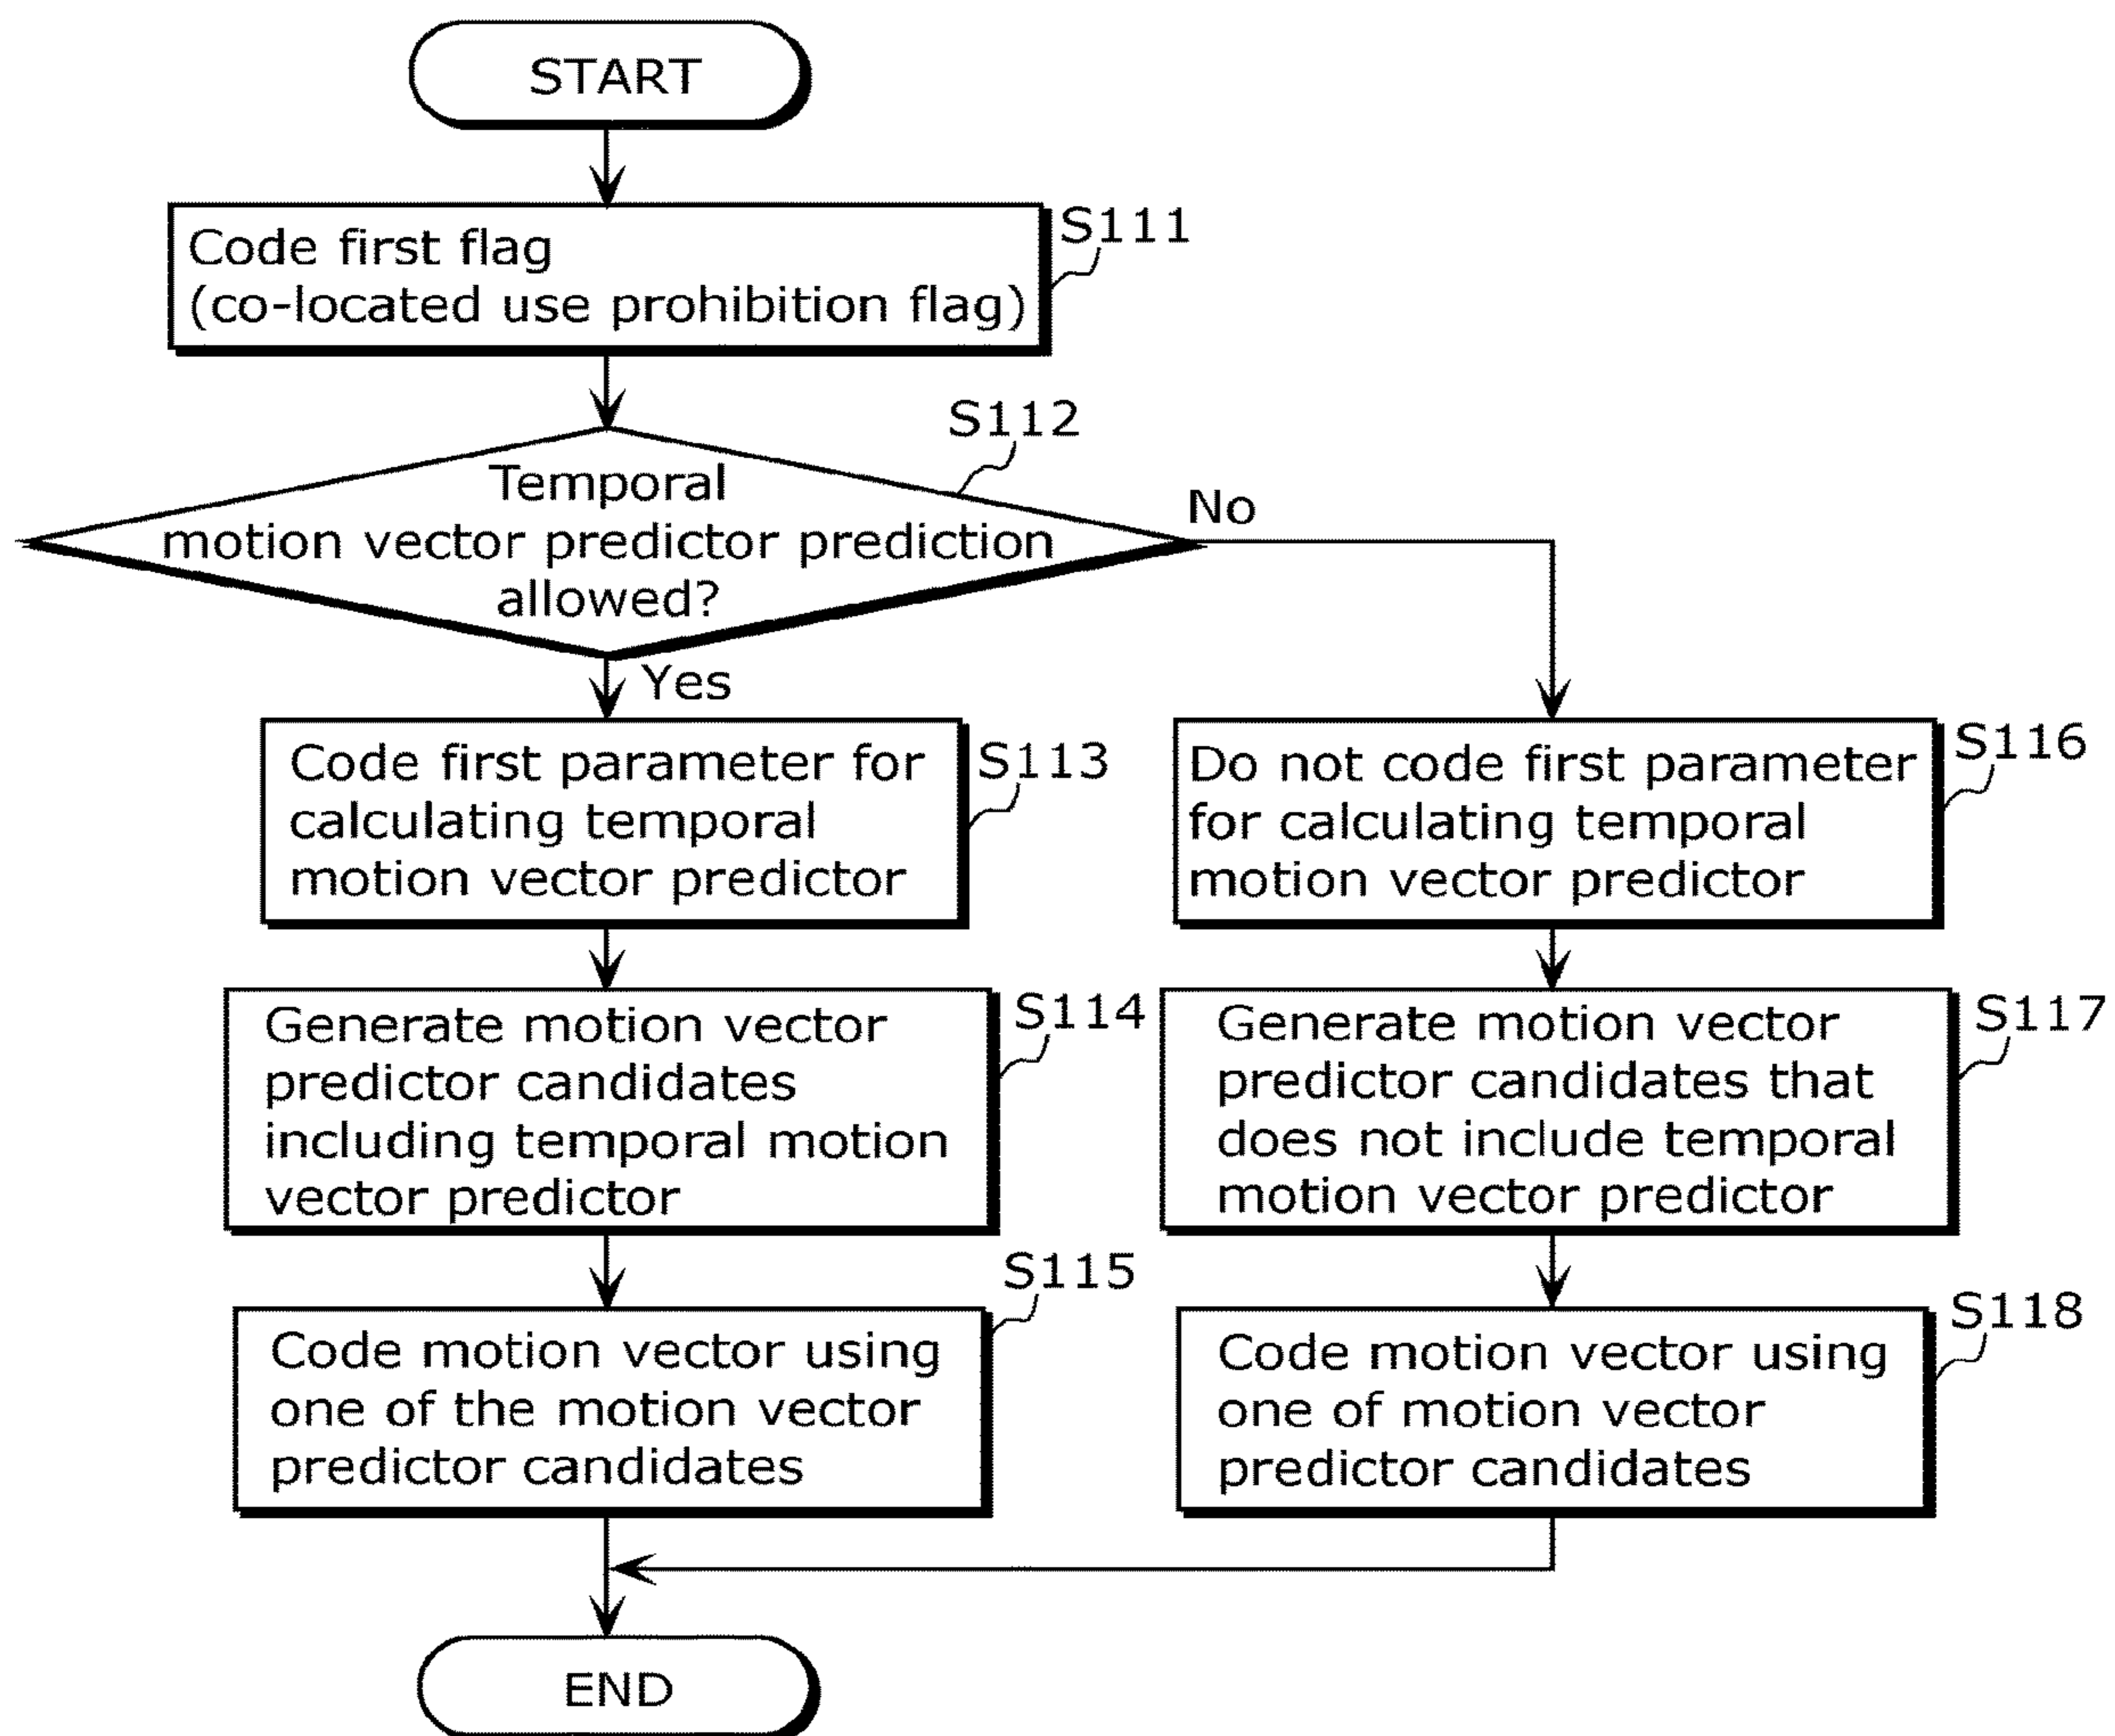 START
Code first flag
(co-located use prohibition flag)
S111
S112
Temporal
motion vector predictor prediction
allowed?
No
Yes
Code first parameter for
calculating temporal
motion vector predictor
S113
Generate motion vector
predictor candidates
including temporal motion
vector predictor
S114
Code motion vector using
one of the motion vector
predictor candidates
S115
Do not code first parameter
for calculating temporal
motion vector predictor
S116
Generate motion vector
predictor candidates that
does not include temporal
motion vector predictor
S117
Code motion vector using
one of motion vector
predictor candidates
S118
END